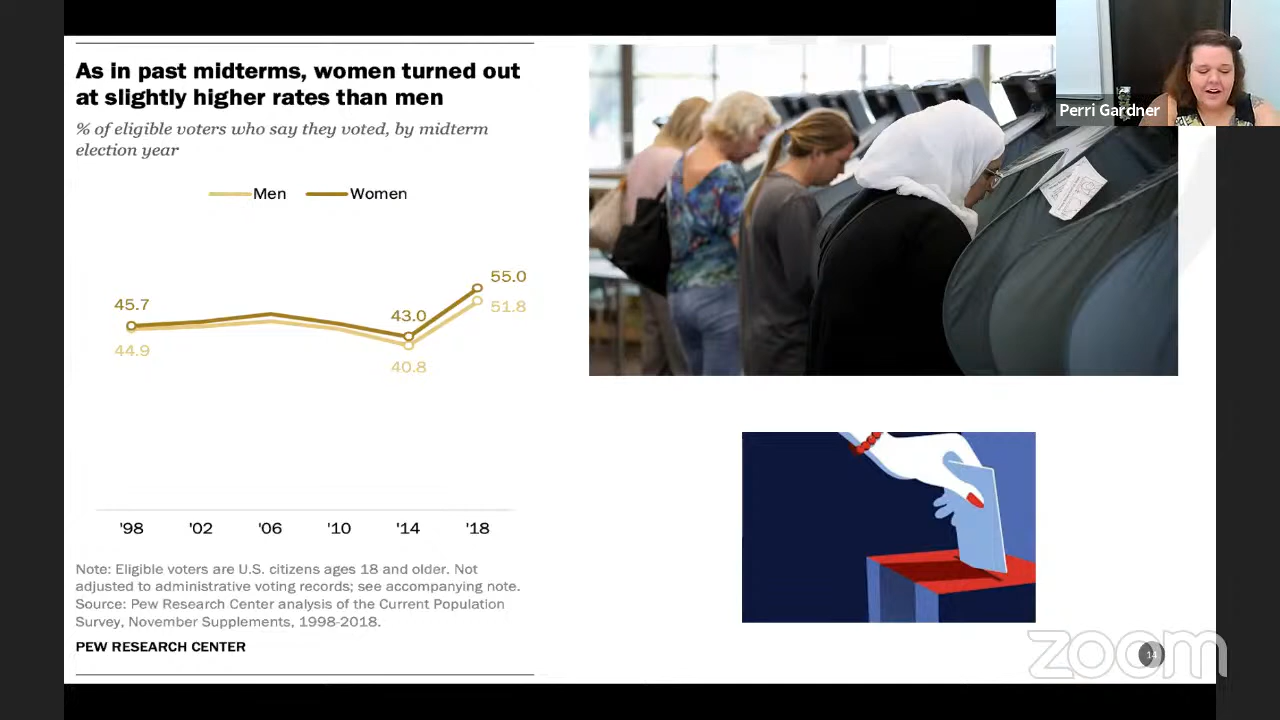 As in past midterms, women turned out
at slightly higher rates than men
% of eligible voters who say they voted, by midterm
election year
Men Women
45.7
44.9
43.0
40.8
55.0
51.8
'98 '02 '06 '10 '14 '18
Note: Eligible voters are U.S. citizens ages 18 and older. Not
adjusted to administrative voting records; see accompanying note.
Source: Pew Research Center analysis of the Current Population
Survey, November Supplements, 1998-2018.
PEW RESEARCH CENTER
Perri Gardner
zoom
14